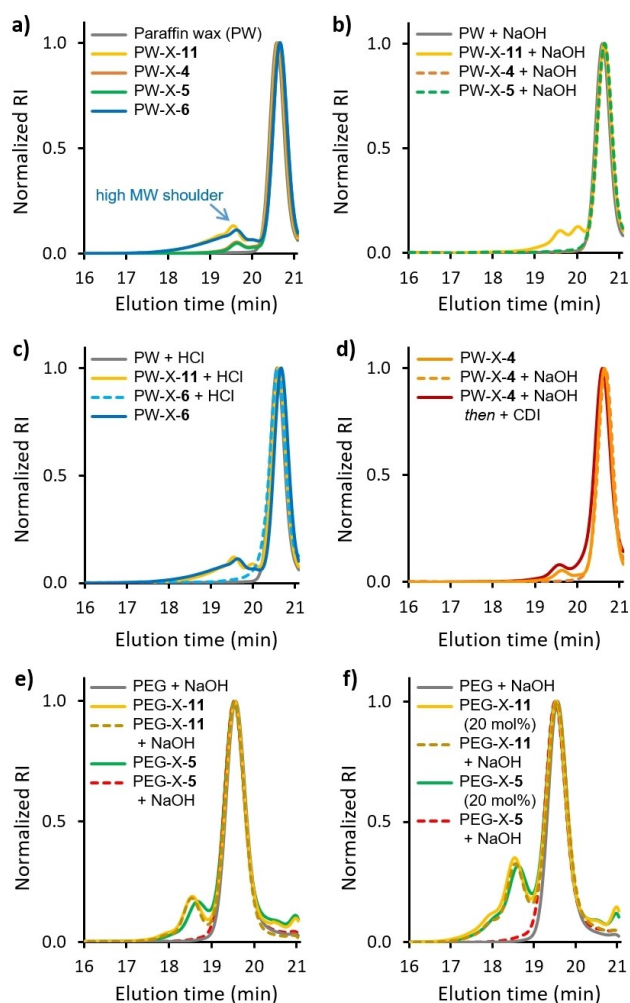 a)
Paraffin wax (PW)
PW-X-11
PW-X-4
PW-X-5
PW-X-6
high MW shoulder
Normalized RI
1.0
0.5
0.0
16 17 18 19 20 21
Elution time (min)
b)
PW + NaOH
PW-X-11 + NaOH
PW-X-4 + NaOH
PW-X-5 + NaOH
Normalized RI
1.0
0.5
0.0
16 17 18 19 20 21
Elution time (min)
c)
PW + HCl
PW-X-11 + HCl
PW-X-6 + HCl
PW-X-6
Normalized RI
1.0
0.5
0.0
16 17 18 19 20 21
Elution time (min)
d)
PW-X-4
PW-X-4 + NaOH
PW-X-4 + NaOH
then + CDI
Normalized RI
1.0
0.5
0.0
16 17 18 19 20 21
Elution time (min)
e)
PEG + NaOH
PEG-X-11
PEG-X-11
+ NaOH
PEG-X-5
PEG-X-5
+ NaOH
Normalized RI
1.0
0.5
0.0
16 17 18 19 20 21
Elution time (min)
f)
PEG + NaOH
PEG-X-11
(20 mol%)
PEG-X-11
+ NaOH
PEG-X-5
(20 mol%)
PEG-X-5
+ NaOH
Normalized RI
1.0
0.5
0.0
16 17 18 19 20 21
Elution time (min)